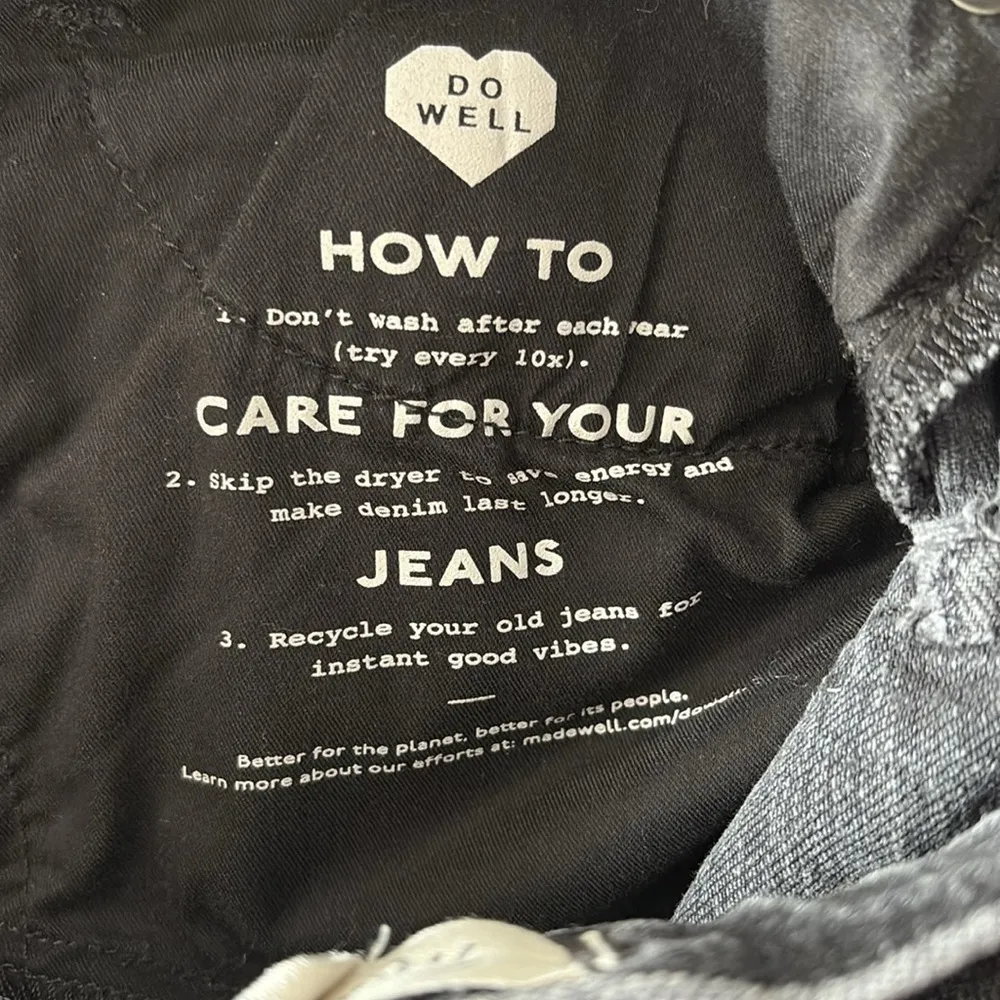 DO
WELL
HOW TO
1. Don't wash after each wear
(try every 10x).
CARE FOR YOUR
2. Skip the dryer to save energy and
make denim last longer.
JEANS
3. Recycle your old jeans for
instant good vibes.
Better for the planet, better for its people.
Learn more about our efforts at: madewell.com/dowell